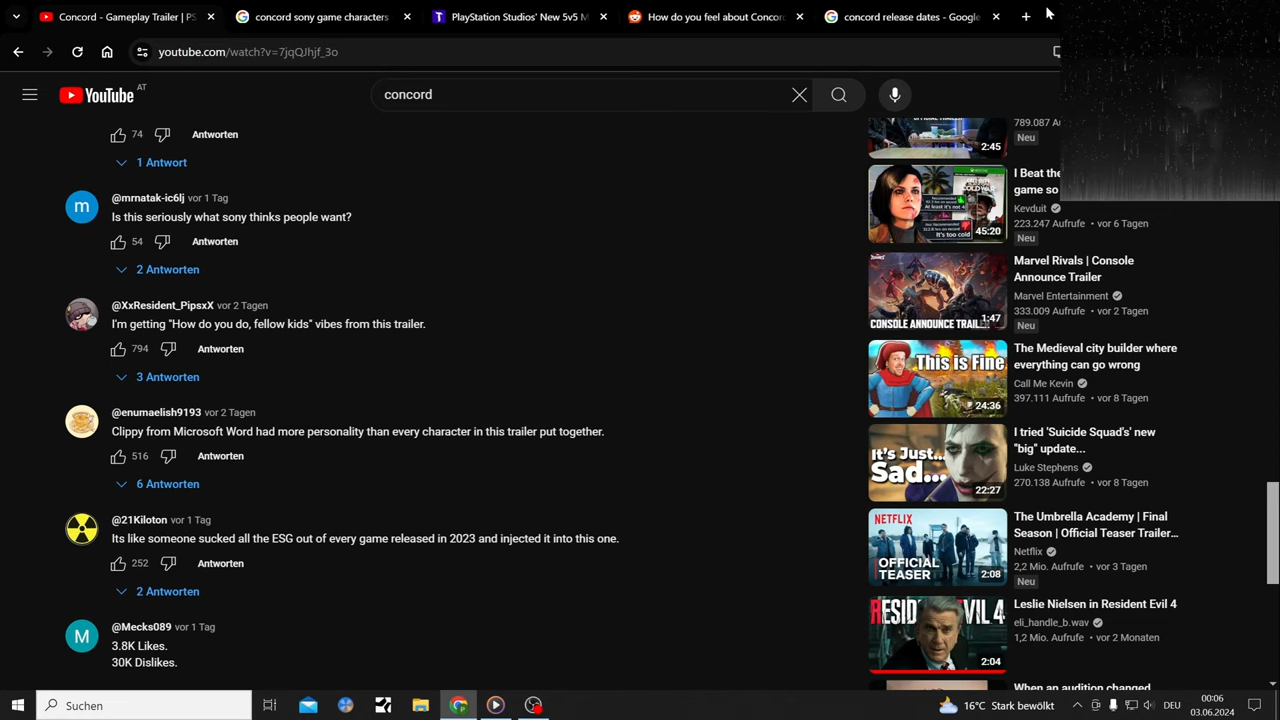 Concord - Gameplay Trailer | PS
concord sony game characters
PlayStation Studios' New 5v5 M
How do you feel about Concord
concord release dates - Google
youtube.com/watch?v=7jqQJhjf_3o
YouTube AT
concord
74
Antworten
1 Antwort
@mrnatak-ic6lj vor 1 Tag
Is this seriously what sony thinks people want?
54
Antworten
2 Antworten
@XxResident_PipsxX vor 2 Tagen
I'm getting "How do you do, fellow kids" vibes from this trailer.
794
Antworten
3 Antworten
@enumaelish9193 vor 2 Tagen
Clippy from Microsoft Word had more personality than every character in this trailer put together.
516
Antworten
6 Antworten
@21Kiloton vor 1 Tag
Its like someone sucked all the ESG out of every game released in 2023 and injected it into this one.
252
Antworten
2 Antworten
M
@Mecks089 vor 1 Tag
3.8K Likes.
30K Dislikes.
2:45
789.087 Au
Neu
It's too cold
45:20
I Beat the
game so
Kevduit
223.247 Aufrufe • vor 6 Tagen
Neu
CONSOLE ANNOUNCE TRAIL
1:47
Marvel Rivals | Console
Announce Trailer
Marvel Entertainment
333.009 Aufrufe • vor 2 Tagen
Neu
This is Fine
24:36
The Medieval city builder where
everything can go wrong
Call Me Kevin
397.111 Aufrufe • vor 8 Tagen
It's Just...
Sad...
22:27
I tried 'Suicide Squad's' new
"big" update...
Luke Stephens
270.138 Aufrufe • vor 8 Tagen
NETFLIX
OFFICIAL
TEASER
2:08
The Umbrella Academy | Final
Season | Official Teaser Trailer...
Netflix
2,2 Mio. Aufrufe • vor 3 Tagen
Neu
RESID EVIL 4
2:04
Leslie Nielsen in Resident Evil 4
eli_handle_b.wav
1,2 Mio. Aufrufe • vor 2 Monaten
When an audition changed
Suchen
16°C Stark bewölkt
DEU
00:06
03.06.2024